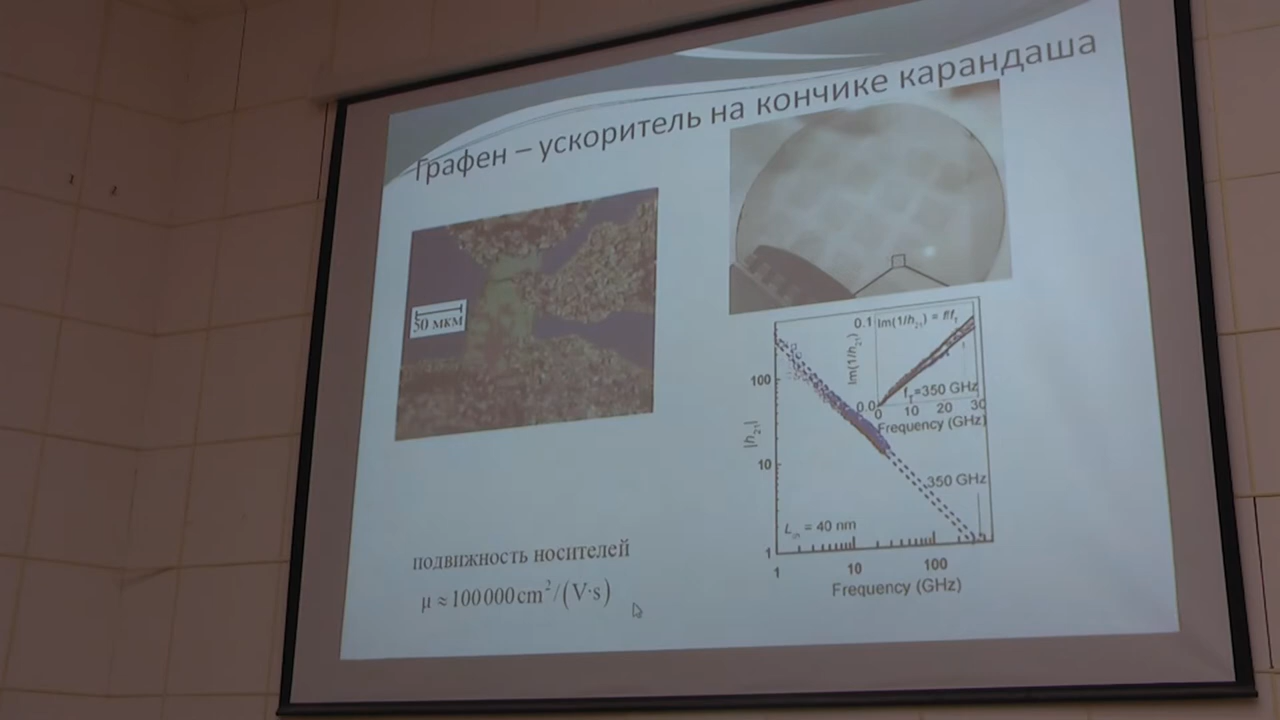 Графен – ускоритель на кончике карандаша
50 мкм
подвижность носителей
μ ≈ 100 000 cm²/(V·s)
0.1
Im(1/h₂₁) = f/f_T
Im(1/h₂₁)
f_T=350 GHz
0.0
0 10 20 30
Frequency (GHz)
100
|h₂₁|
10
350 GHz
= 40 nm
1
1 10 100
Frequency (GHz)